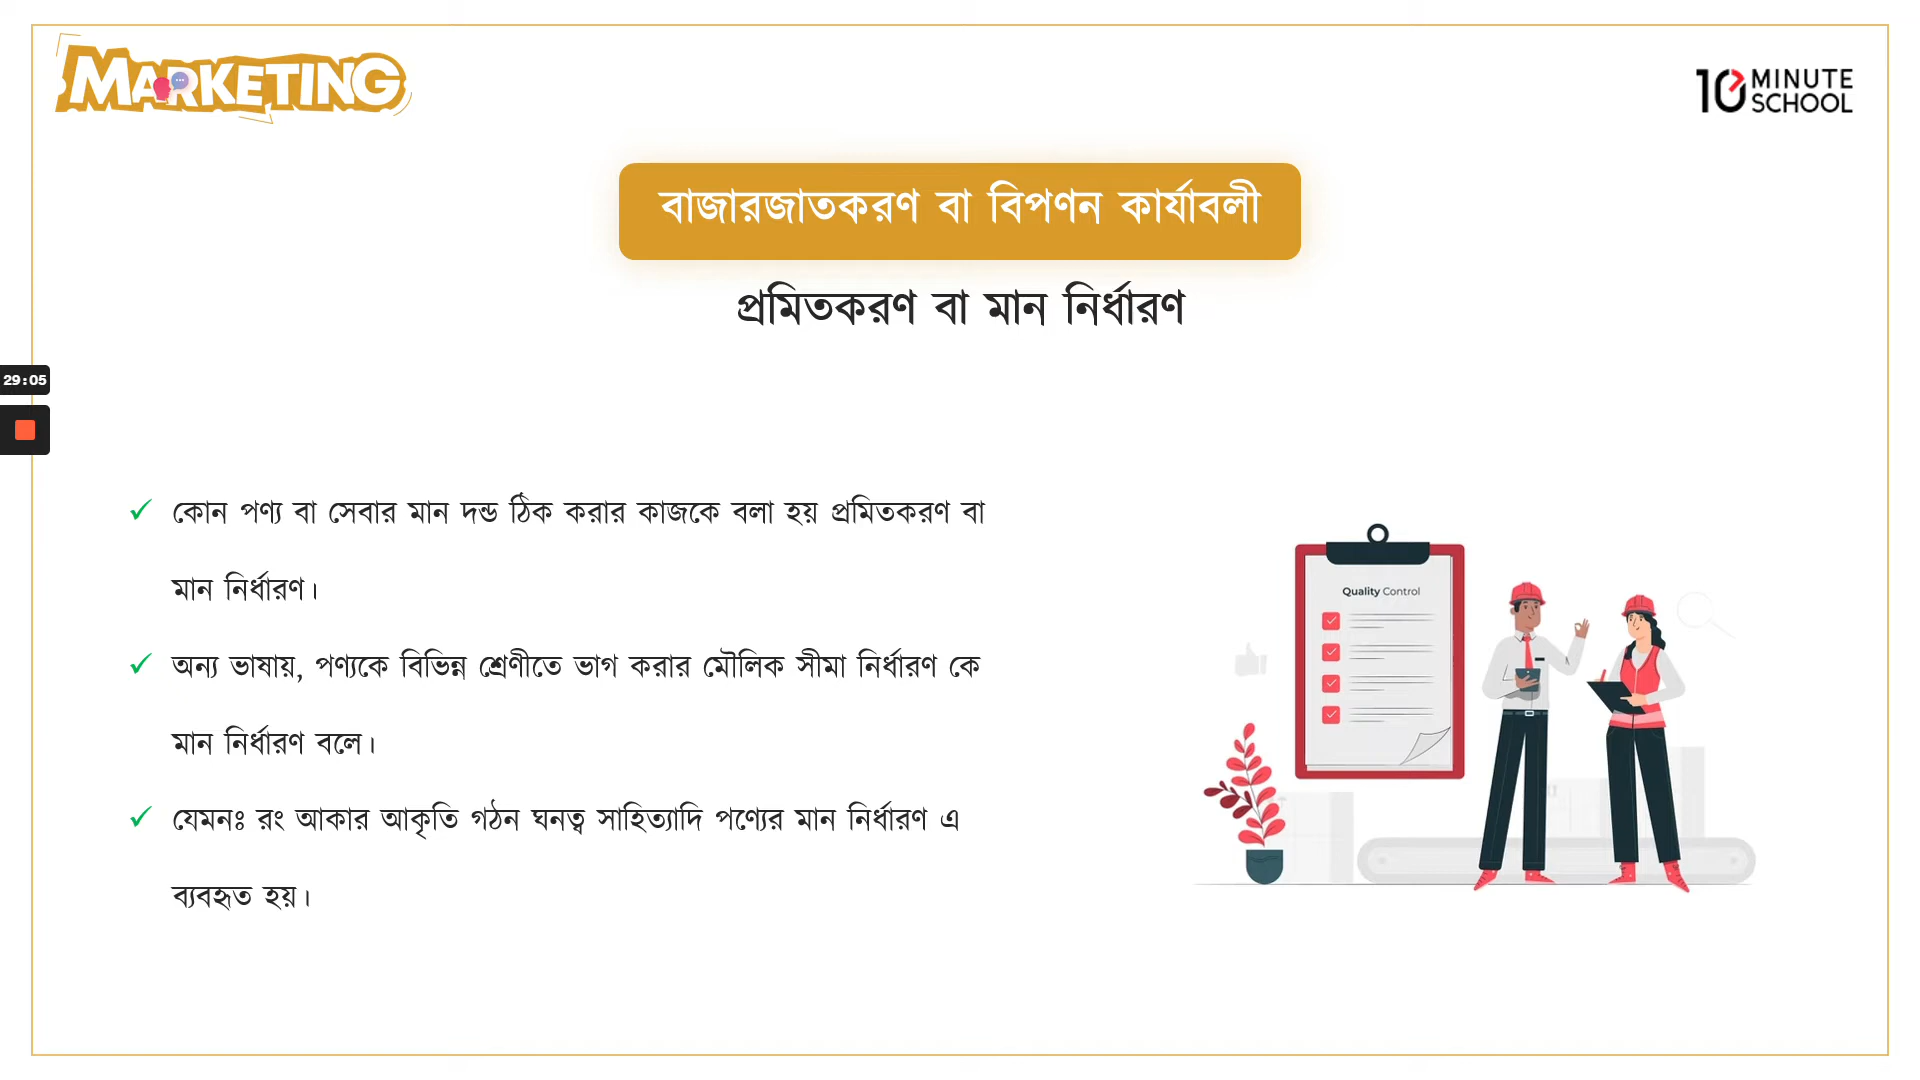 MARKETING
10 MINUTE SCHOOL
বাজারজাতকরণ বা বিপণন কার্যাবলী
প্রমিতকরণ বা মান নির্ধারণ
29:05
কোন পণ্য বা সেবার মান দন্ড ঠিক করার কাজকে বলা হয় প্রমিতকরণ বা
মান নির্ধারণ।
অন্য ভাষায়, পণ্যকে বিভিন্ন শ্রেণীতে ভাগ করার মৌলিক সীমা নির্ধারণ কে
মান নির্ধারণ বলে।
যেমনঃ রং আকার আকৃতি গঠন ঘনত্ব সাহিত্যাদি পণ্যের মান নির্ধারণ এ
ব্যবহৃত হয়।
Quality Control